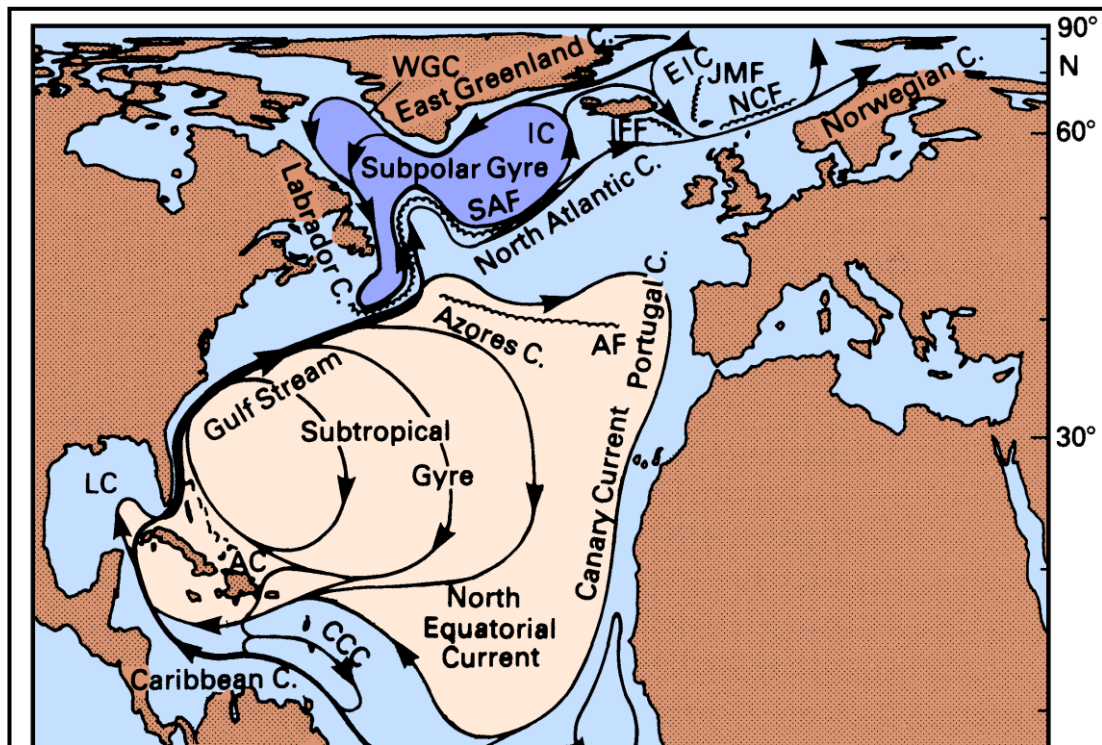 90°
N
WGC
East Greenland C.
EIC
JMF
NCF
Norwegian C.
IFF
IC
60°
Subpolar Gyre
SAF
Labrador C.
North Atlantic C.
Portugal C.
Azores C.
AF
Gulf Stream
Subtropical
Gyre
30°
LC
Canary Current
AC
North
Equatorial
Current
CCC
Caribbean C.